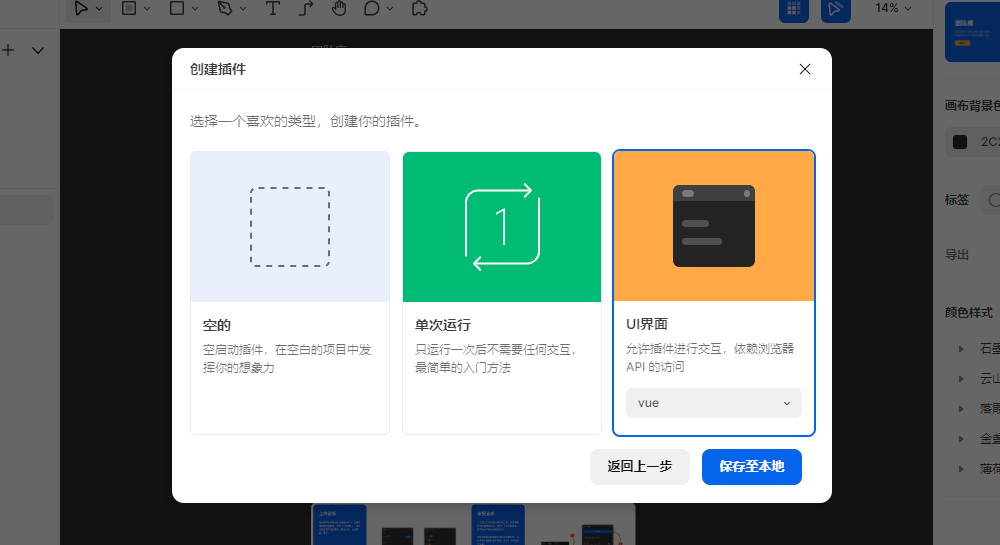 14%
创建插件
选择一个喜欢的类型，创建你的插件。
1
空的
空启动插件，在空白的项目中发
挥你的想象力
单次运行
只运行一次后不需要任何交互，
最简单的入门方法
UI界面
允许插件进行交互，依赖浏览器
API 的访问
vue
返回上一步
保存至本地
团队库
画布背景色
标签
导出
颜色样式
云山
落霞
金盏
薄荷